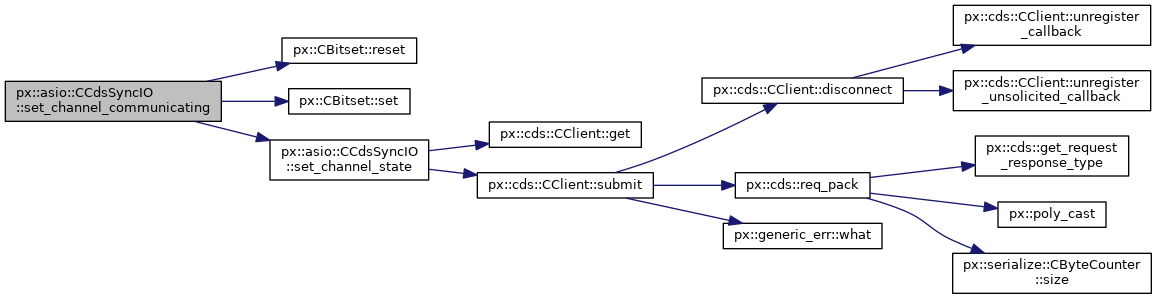 px::asio::CCdsSyncIO
::set_channel_communicating
px::CBitset::reset
px::CBitset::set
px::asio::CCdsSyncIO
::set_channel_state
px::cds::CClient::get
px::cds::CClient::submit
px::cds::CClient::disconnect
px::cds::req_pack
px::generic_err::what
px::cds::CClient::unregister
_callback
px::cds::CClient::unregister
_unsolicited_callback
px::cds::get_request
_response_type
px::poly_cast
px::serialize::CByteCounter
::size